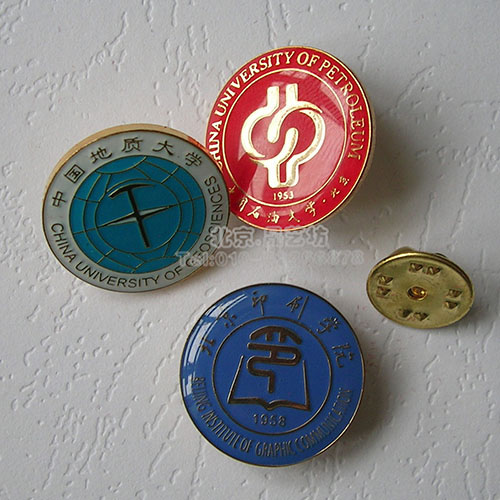 CHINA UNIVERSITY OF PETROLEUM
1953
中国石油大学·北京
中国地质大学
CHINA UNIVERSITY OF GEOSCIENCES
北京印刷学院
1958
BEIJING INSTITUTE OF GRAPHIC COMMUNICATION